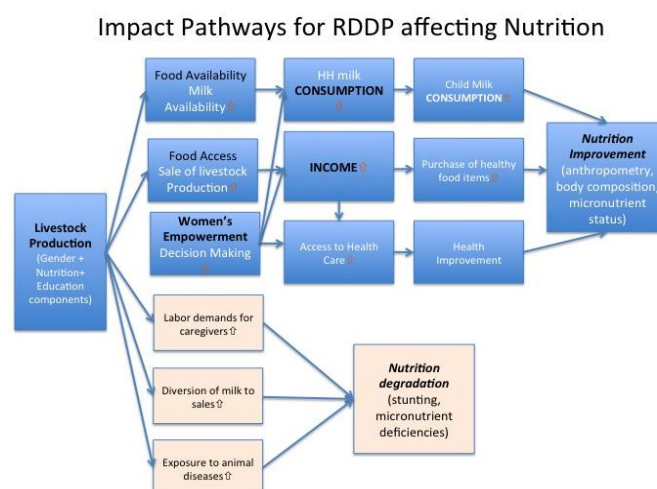 Impact Pathways for RDDP affecting Nutrition
Food Availability
Milk
Availability⇧
HH milk
CONSUMPTION
⇧
Child Milk
CONSUMPTION⇧
Food Access
Sale of livestock
Production⇧
INCOME⇧
Purchase of healthy
food items⇧
Nutrition
Improvement
(anthropometry,
body composition,
micronutrient
status)
Livestock
Production
(Gender +
Nutrition+
Education
components)
Women's
Empowerment
Decision Making
⇧
Access to Health
Care⇧
Health
Improvement
Labor demands for
caregivers⇧
Diversion of milk to
sales⇧
Exposure to animal
diseases⇧
Nutrition
degradation
(stunting,
micronutrient
deficiencies)